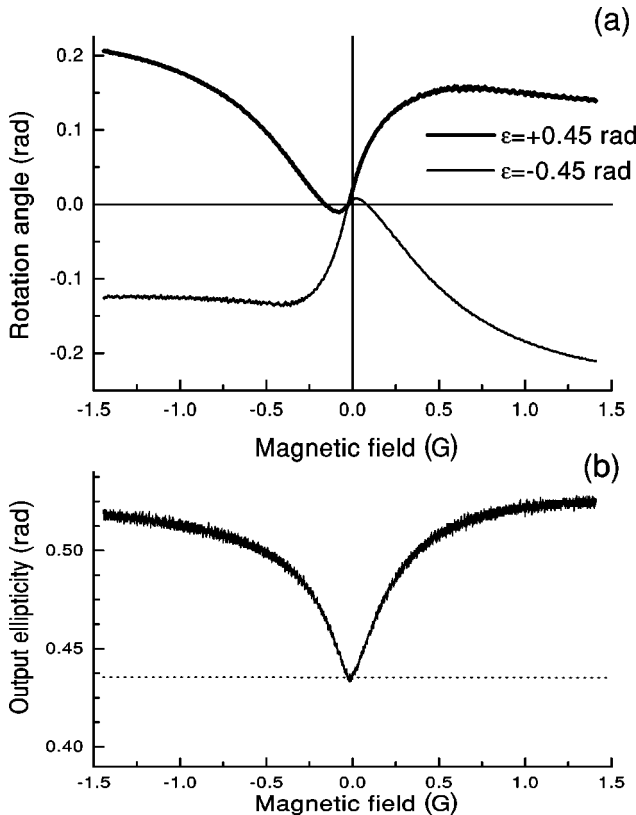 (a)
0.2
0.1
0.0
-0.1
-0.2
Rotation angle (rad)
ε=+0.45 rad
ε=-0.45 rad
-1.5 -1.0 -0.5 0.0 0.5 1.0 1.5
Magnetic field (G)
(b)
0.50
0.45
0.40
Output ellipticity (rad)
-1.5 -1.0 -0.5 0.0 0.5 1.0 1.5
Magnetic field (G)